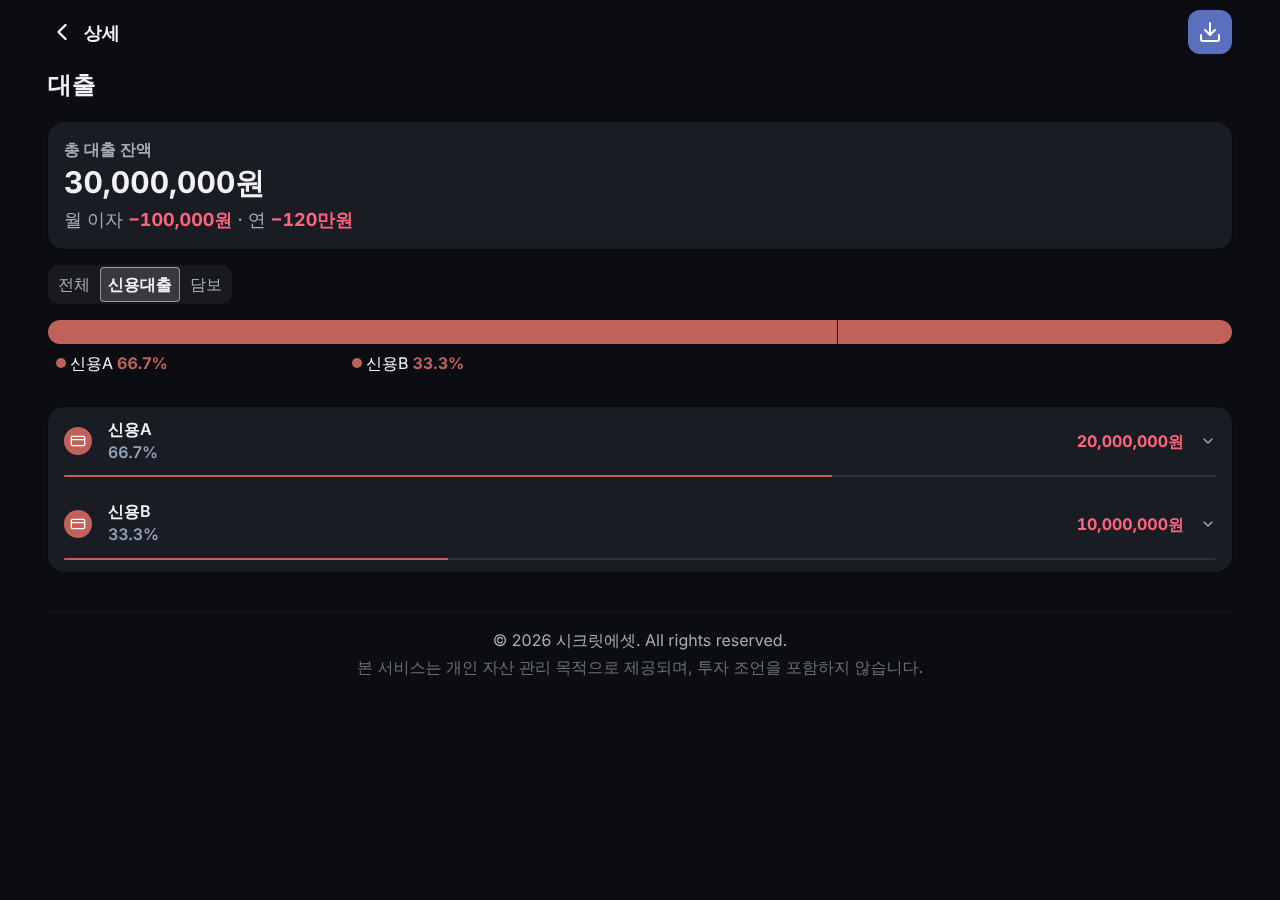 상세
대출
총 대출 잔액
30,000,000원
월 이자 −100,000원 · 연 −120만원
전체 신용대출 담보
신용A 66.7% 신용B 33.3%
신용A
66.7%
20,000,000원
신용B
33.3%
10,000,000원
© 2026 시크릿에셋. All rights reserved.
본 서비스는 개인 자산 관리 목적으로 제공되며, 투자 조언을 포함하지 않습니다.